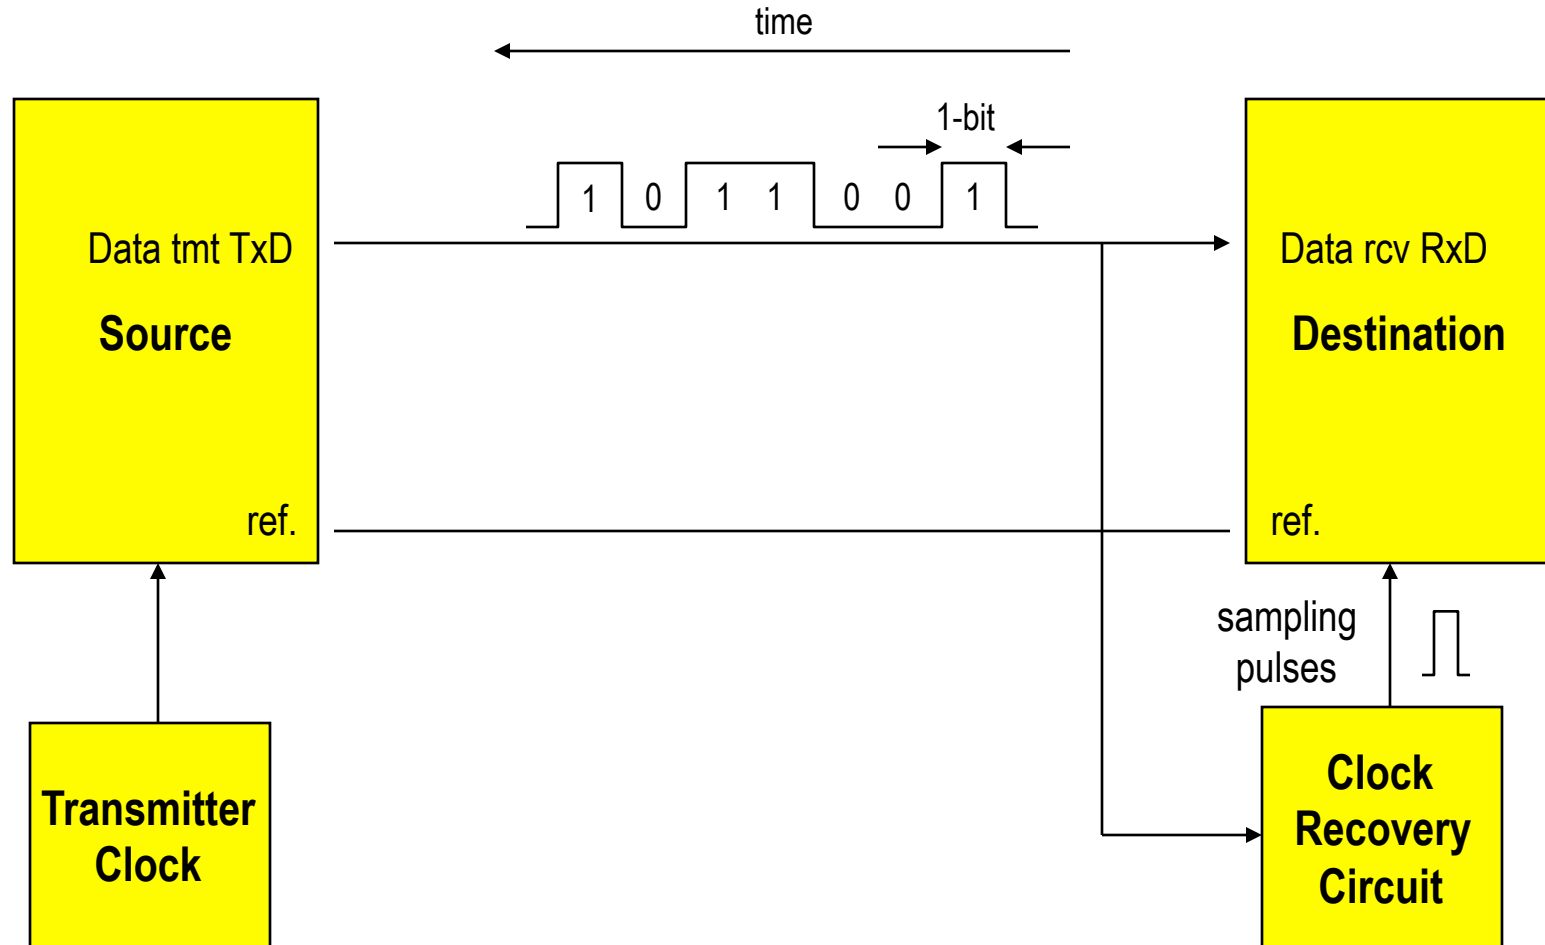 time
1-bit
1 0 1 1 0 0 1
Data tmt TxD
Source
ref.
Data rcv RxD
Destination
ref.
sampling
pulses
Transmitter
Clock
Clock
Recovery
Circuit